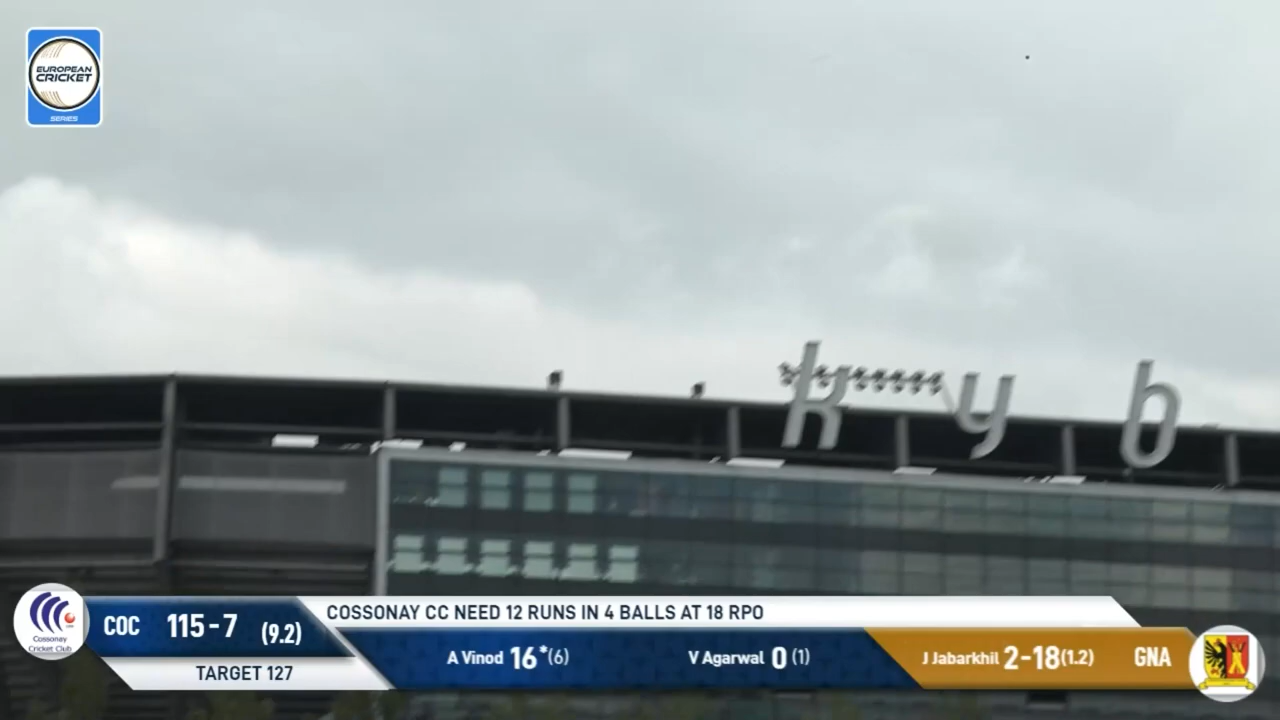 EUROPEAN
CRICKET
SERIES
k y b
COSSONAY CC NEED 12 RUNS IN 4 BALLS AT 18 RPO
COC 115-7 (9.2)
A Vinod 16*(6) V Agarwal 0 (1) J Jabarkhil 2-18(1.2) GNA
TARGET 127
Cossonay
Cricket Club